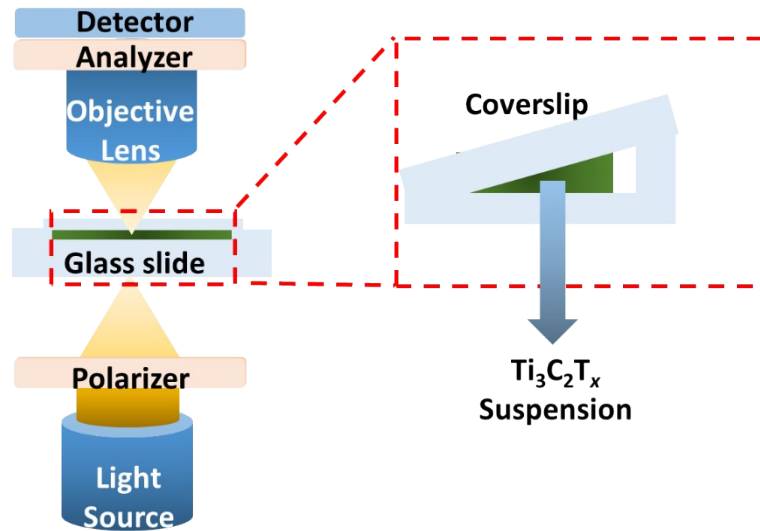 Detector
Analyzer
Objective
Lens
Glass slide
Polarizer
Light
Source
Coverslip
Ti₃C₂Tₓ
Suspension